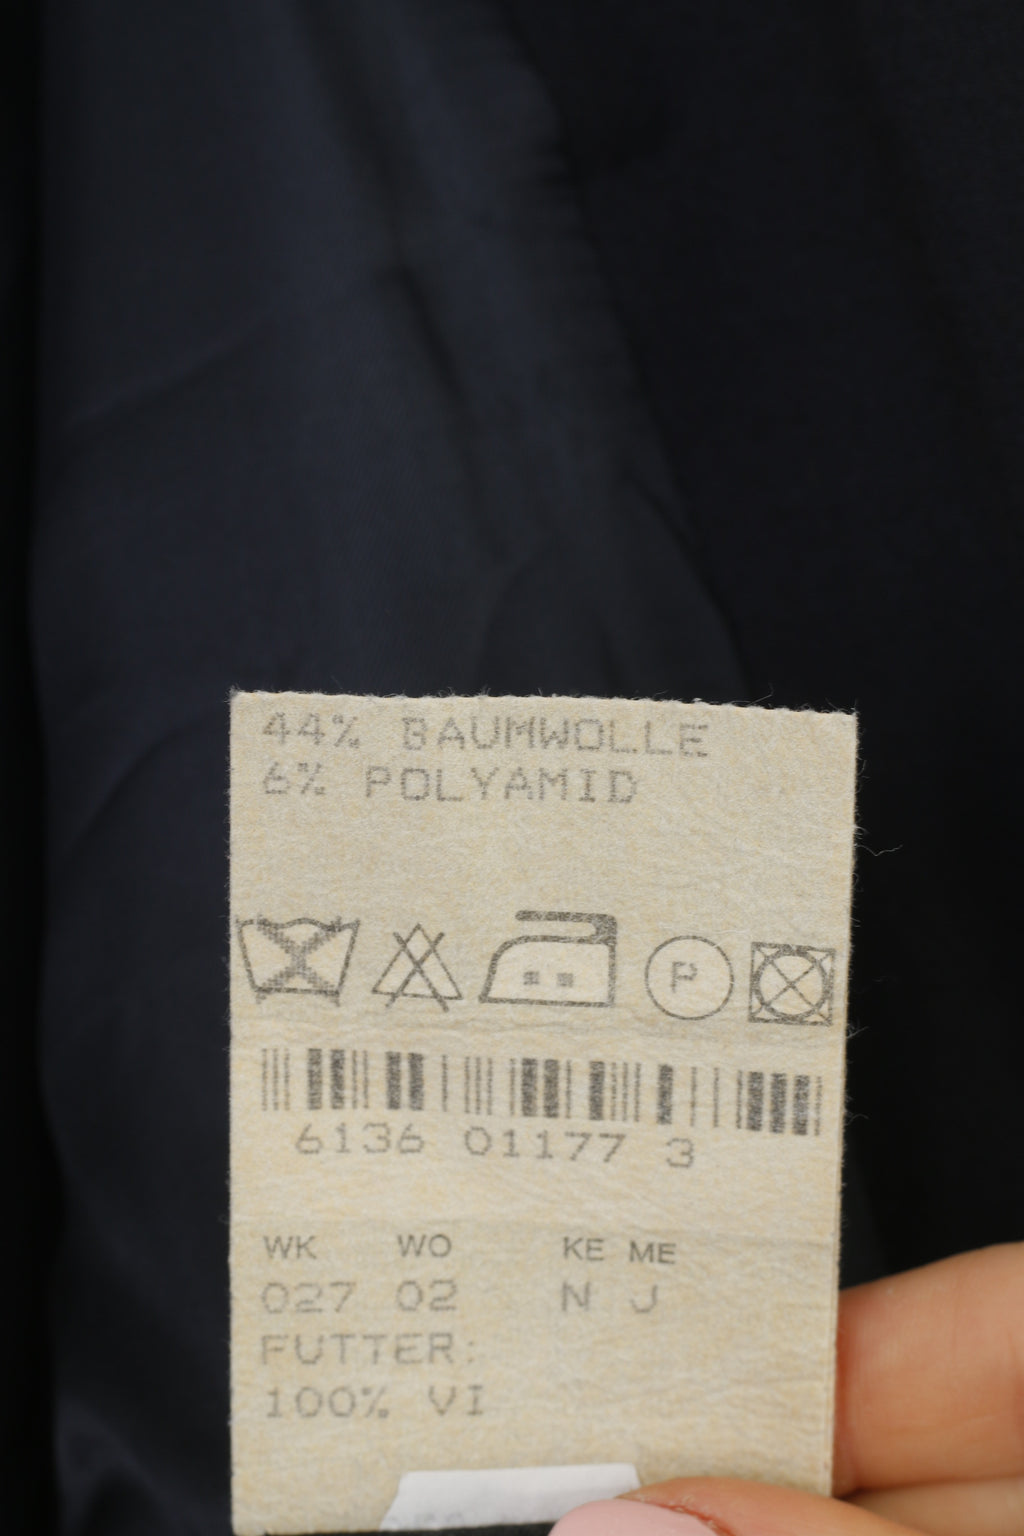 44% BAUMWOLLE
6% POLYAMID
P
6136 01177 3
WK WO KE ME
027 02 N J
FUTTER:
100% VI